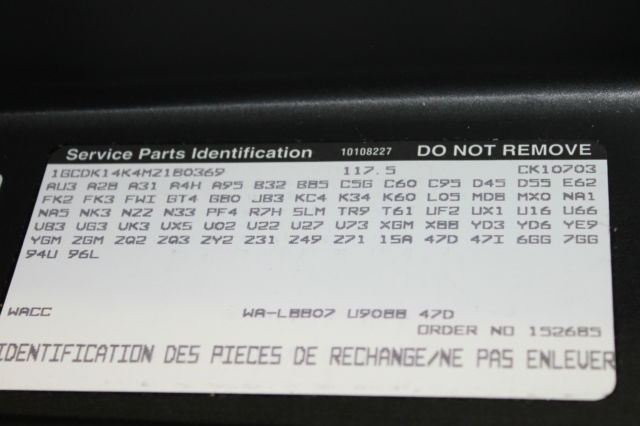 Service Parts Identification 10108227 DO NOT REMOVE
1GCDK14K4MZ180369 117.5 CK10703
AU3 A28 A31 A4H A95 B32 B85 C5G C60 C95 D45 D55 E62
FK2 FK3 FWI GT4 G80 JB3 KC4 K34 K60 L05 MD8 MX0 NA1
NA5 NK3 N22 N33 PF4 R7H SLM TR9 T61 UF2 UX1 U16 U66
UB3 UG3 UK3 UX5 U02 U22 U27 U73 XGM X88 YD3 YD6 YE9
YGM ZGM ZQ2 ZQ3 ZY2 Z31 Z49 Z71 15A 47D 47I 6GG 7GG
94U 96L
WACC WA-L8807 U9088 47D
ORDER NO 152685
IDENTIFICATION DES PIECES DE RECHANGE/NE PAS ENLEVER